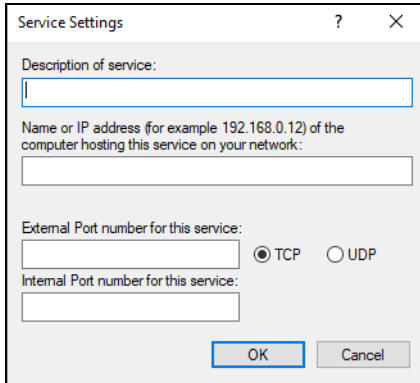 Service Settings ?
Description of service:
Name or IP address (for example 192.168.0.12) of the
computer hosting this service on your network:
External Port number for this service:
TCP UDP
Internal Port number for this service:
OK Cancel